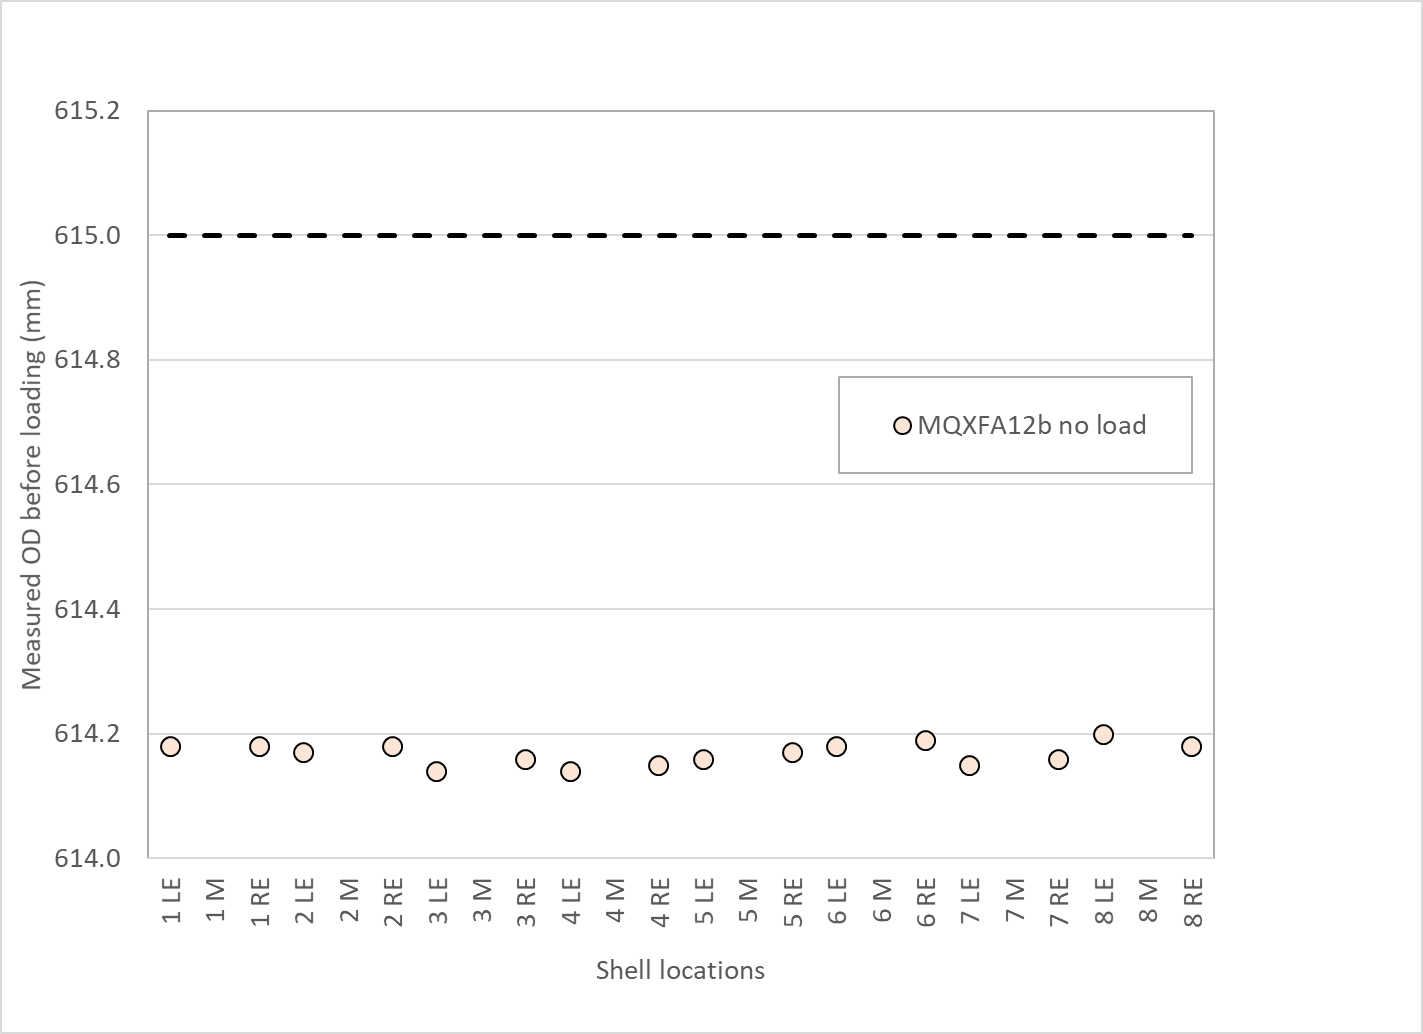 615.2
615.0
614.8
614.6
614.4
614.2
614.0
Measured OD before loading (mm)
MQXFA12b no load
1 LE
1 M
1 RE
2 LE
2 M
2 RE
3 LE
3 M
3 RE
4 LE
4 M
4 RE
5 LE
5 M
5 RE
6 LE
6 M
6 RE
7 LE
7 M
7 RE
8 LE
8 M
8 RE
Shell locations